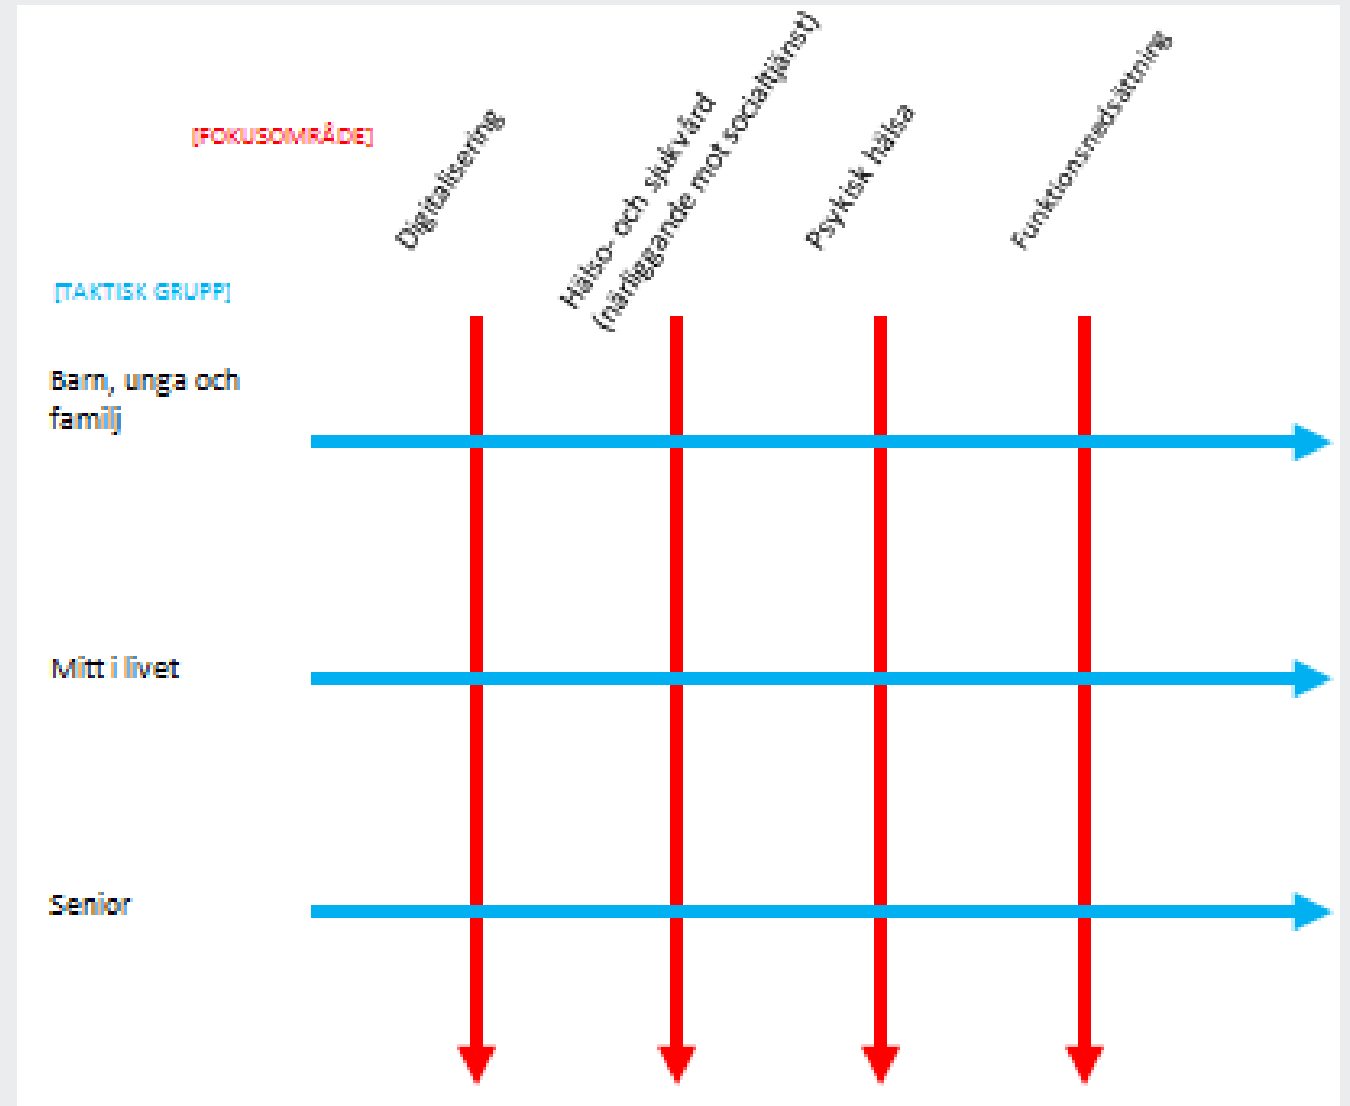 [FOKUSOMRÅDE]
Digitalisering
Hälso- och sjukvård
(närliggande mot socialtjänst)
Psykisk hälsa
Funktionsnedsättning
[TAKTISK GRUPP]
Barn, unga och
familj
Mitt i livet
Senior